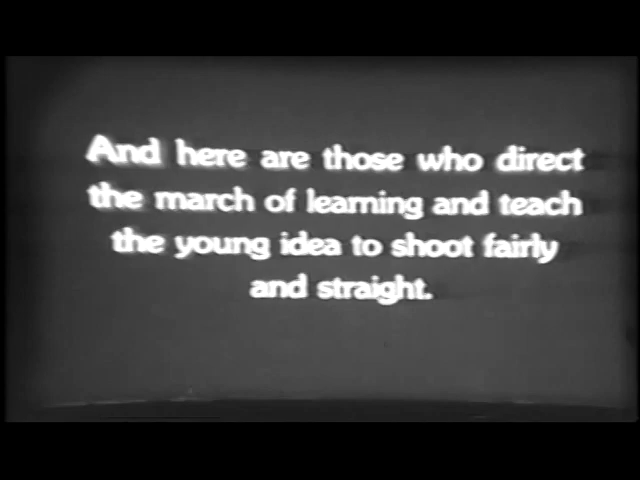 And here are those who direct
the march of learning and teach
the young idea to shoot fairly
and straight.